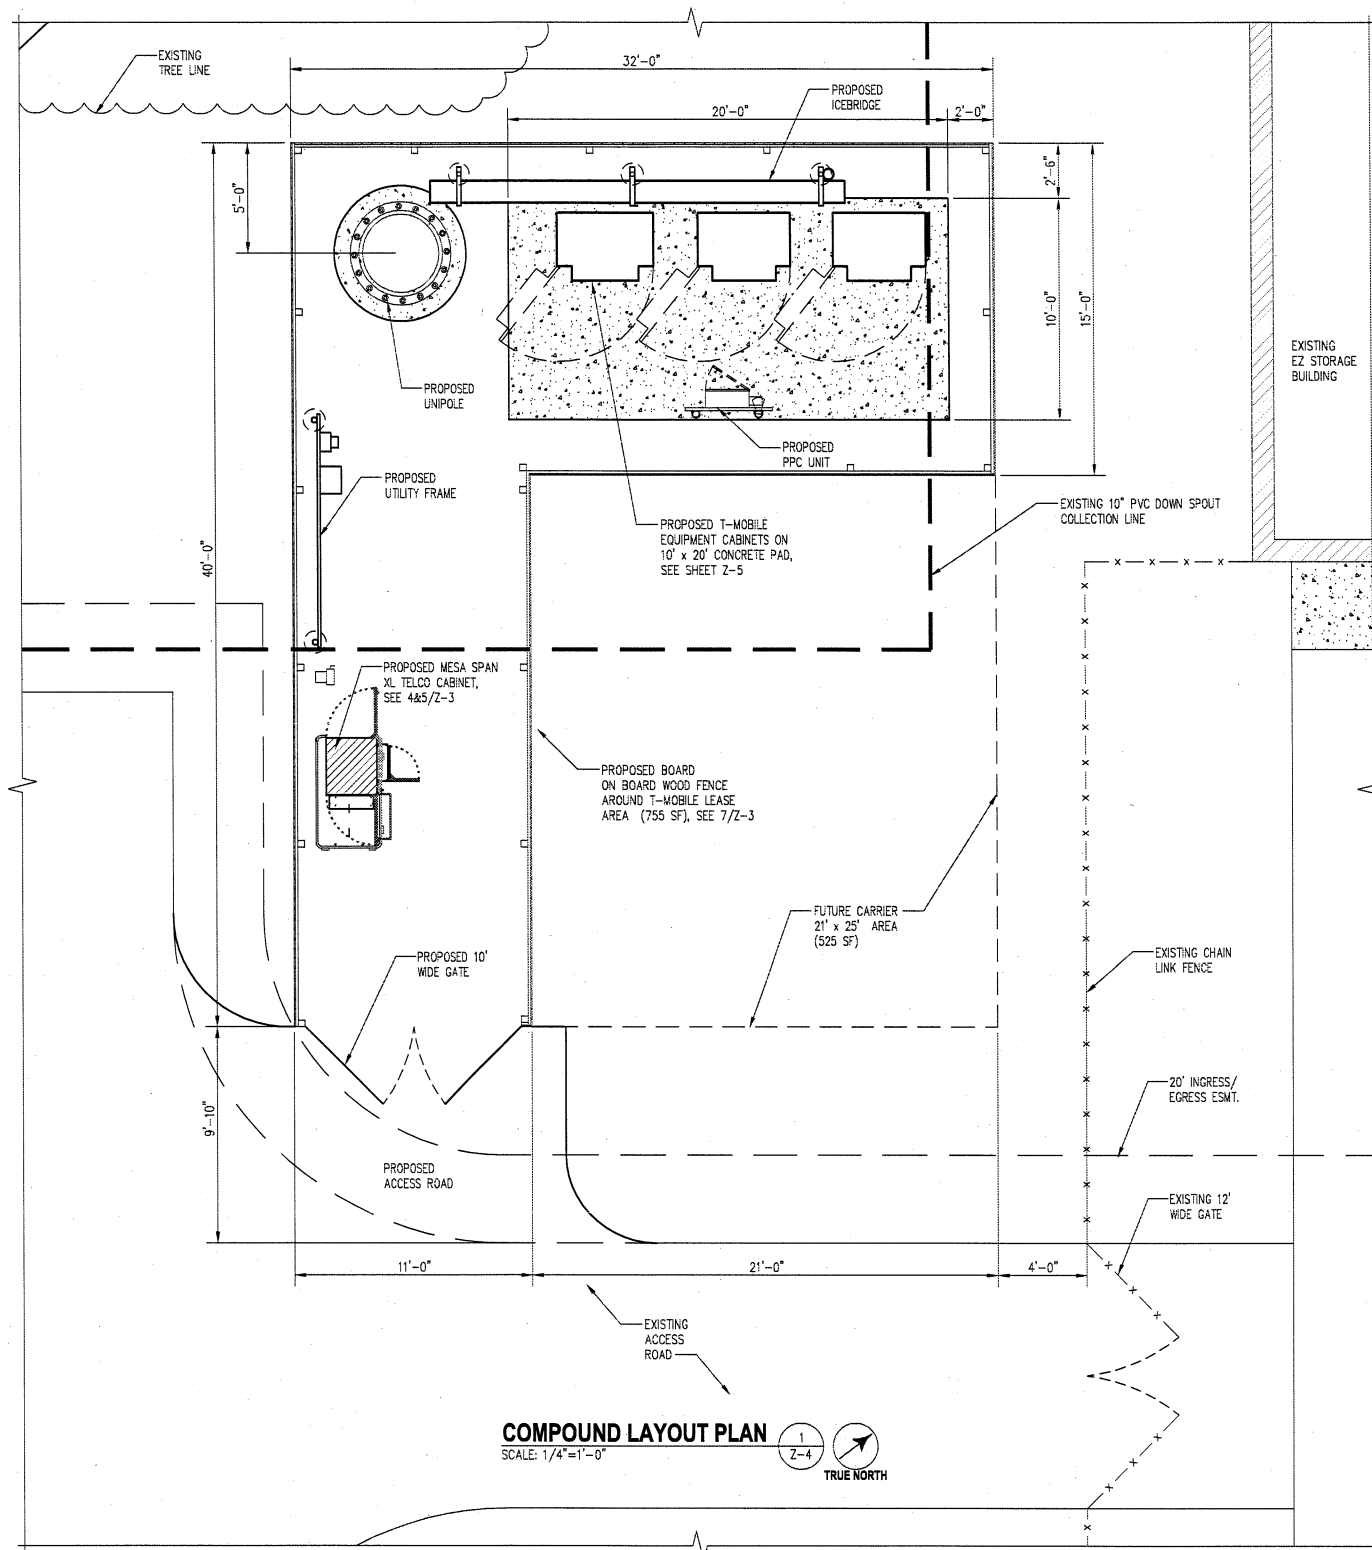 EXISTING
TREE LINE
32'-0"
PROPOSED
ICEBRIDGE
20'-0"
2'-0"
5'-0"
2'-6"
10'-0"
15'-0"
EXISTING
EZ STORAGE
BUILDING
PROPOSED
UNIPOLE
PROPOSED
PPC UNIT
PROPOSED
UTILITY FRAME
EXISTING 10" PVC DOWN SPOUT
COLLECTION LINE
PROPOSED T-MOBILE
EQUIPMENT CABINETS ON
10' x 20' CONCRETE PAD,
SEE SHEET Z-5
40'-0"
PROPOSED MESA SPAN
XL TELCO CABINET,
SEE 4&5/Z-3
PROPOSED BOARD
ON BOARD WOOD FENCE
AROUND T-MOBILE LEASE
AREA (755 SF), SEE 7/Z-3
FUTURE CARRIER
21' x 25' AREA
(525 SF)
PROPOSED 10'
WIDE GATE
EXISTING CHAIN
LINK FENCE
20' INGRESS/
EGRESS ESMT.
9'-10"
PROPOSED
ACCESS ROAD
EXISTING 12'
WIDE GATE
11'-0"
21'-0"
4'-0"
EXISTING
ACCESS
ROAD
COMPOUND LAYOUT PLAN
SCALE: 1/4"=1'-0"
1
Z-4
TRUE NORTH